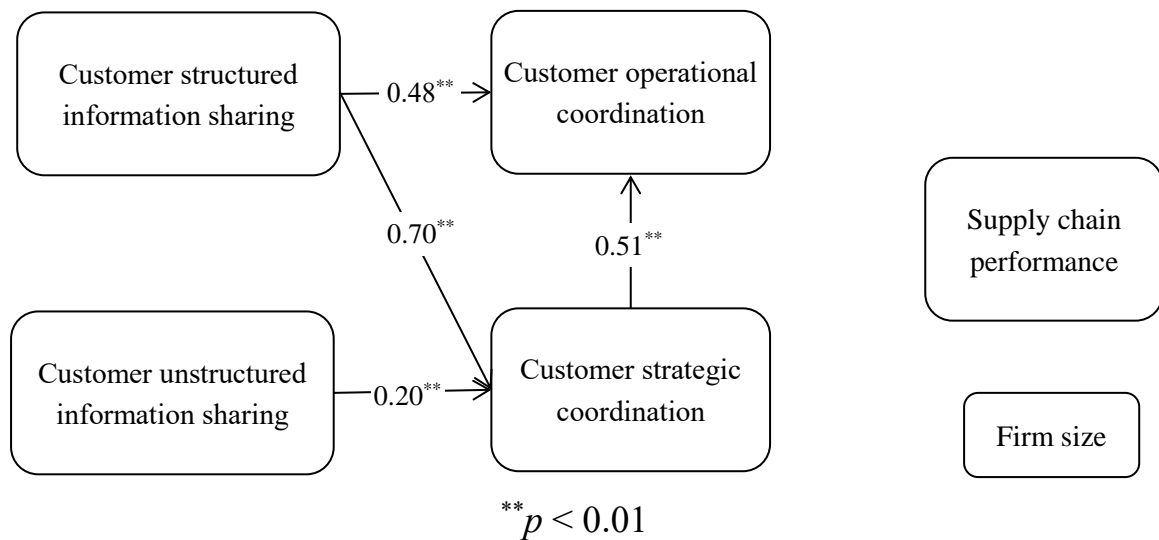 Customer structured
information sharing
0.48**
Customer operational
coordination
0.70**
0.51**
Supply chain
performance
Customer unstructured
information sharing
0.20**
Customer strategic
coordination
Firm size
**p < 0.01